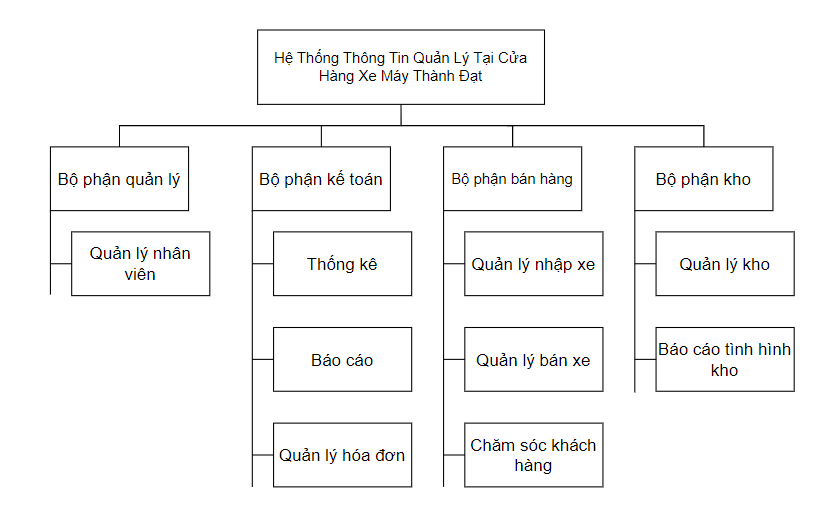 Hệ Thống Thông Tin Quản Lý Tại Cửa
Hàng Xe Máy Thành Đạt
Bộ phận quản lý
Bộ phận kế toán
Bộ phận bán hàng
Bộ phận kho
Quản lý nhân
viên
Thống kê
Quản lý nhập xe
Quản lý kho
Báo cáo
Quản lý bán xe
Báo cáo tình hình
kho
Quản lý hóa đơn
Chăm sóc khách
hàng